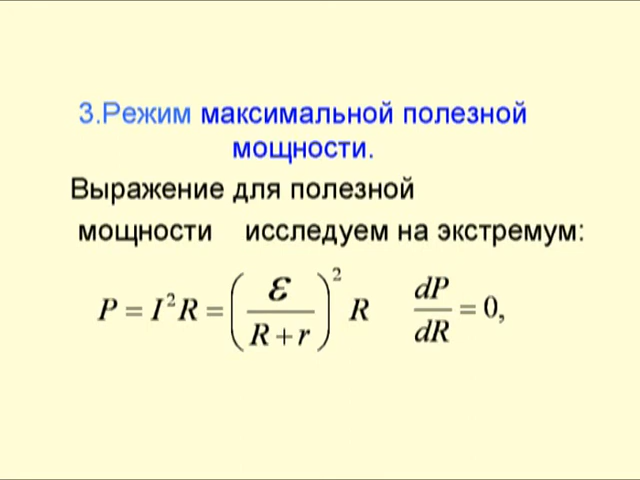 3.Режим максимальной полезной
мощности.
Выражение для полезной
мощности исследуем на экстремум:
P = I²R = (ℰ / (R + r))² R    dP/dR = 0,